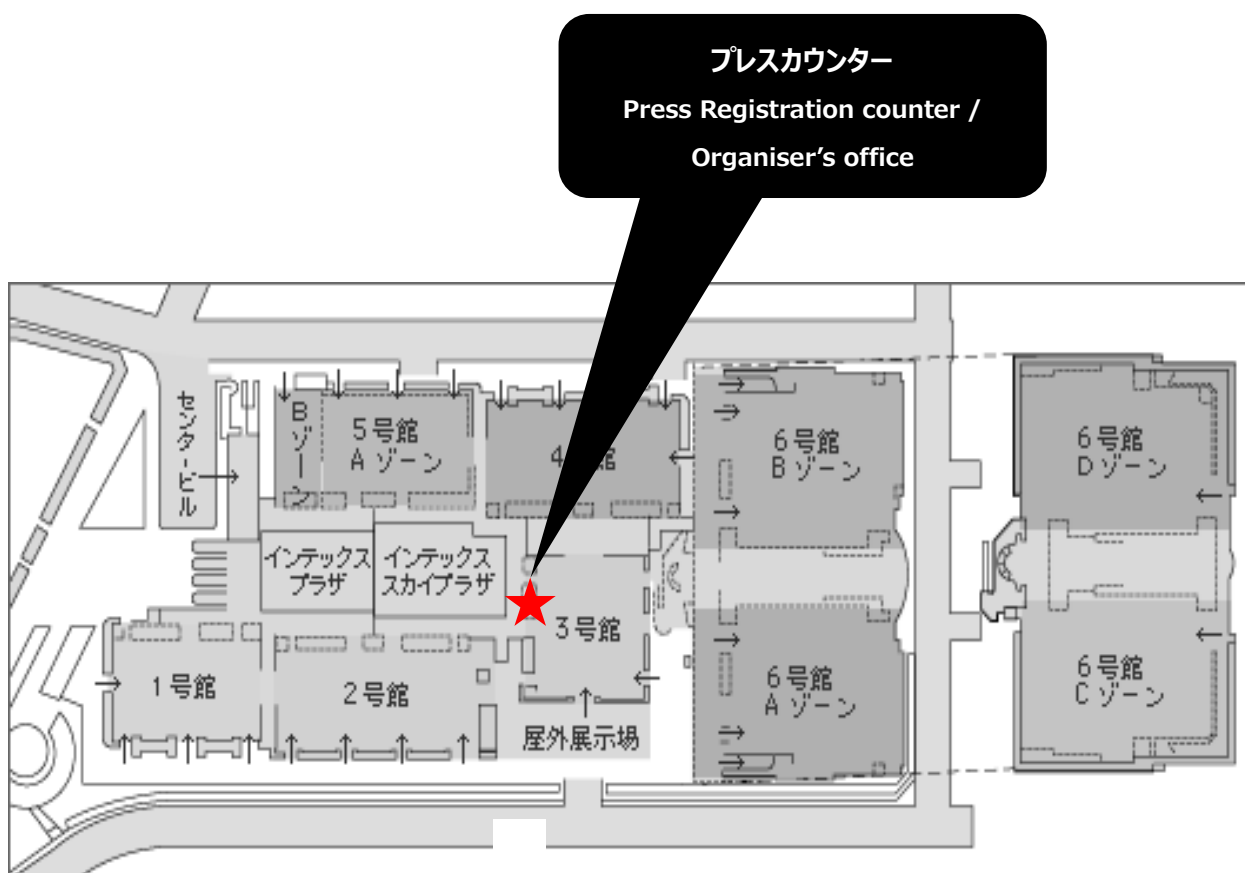 プレスカウンター
Press Registration counter /
Organiser’s office
センタービル
Bゾーン
5号館
Aゾーン
4
館
6号館
Bゾーン
6号館
Dゾーン
インテックス
プラザ
インテックス
スカイプラザ
3号館
1号館
2号館
屋外展示場
6号館
Aゾーン
6号館
Cゾーン